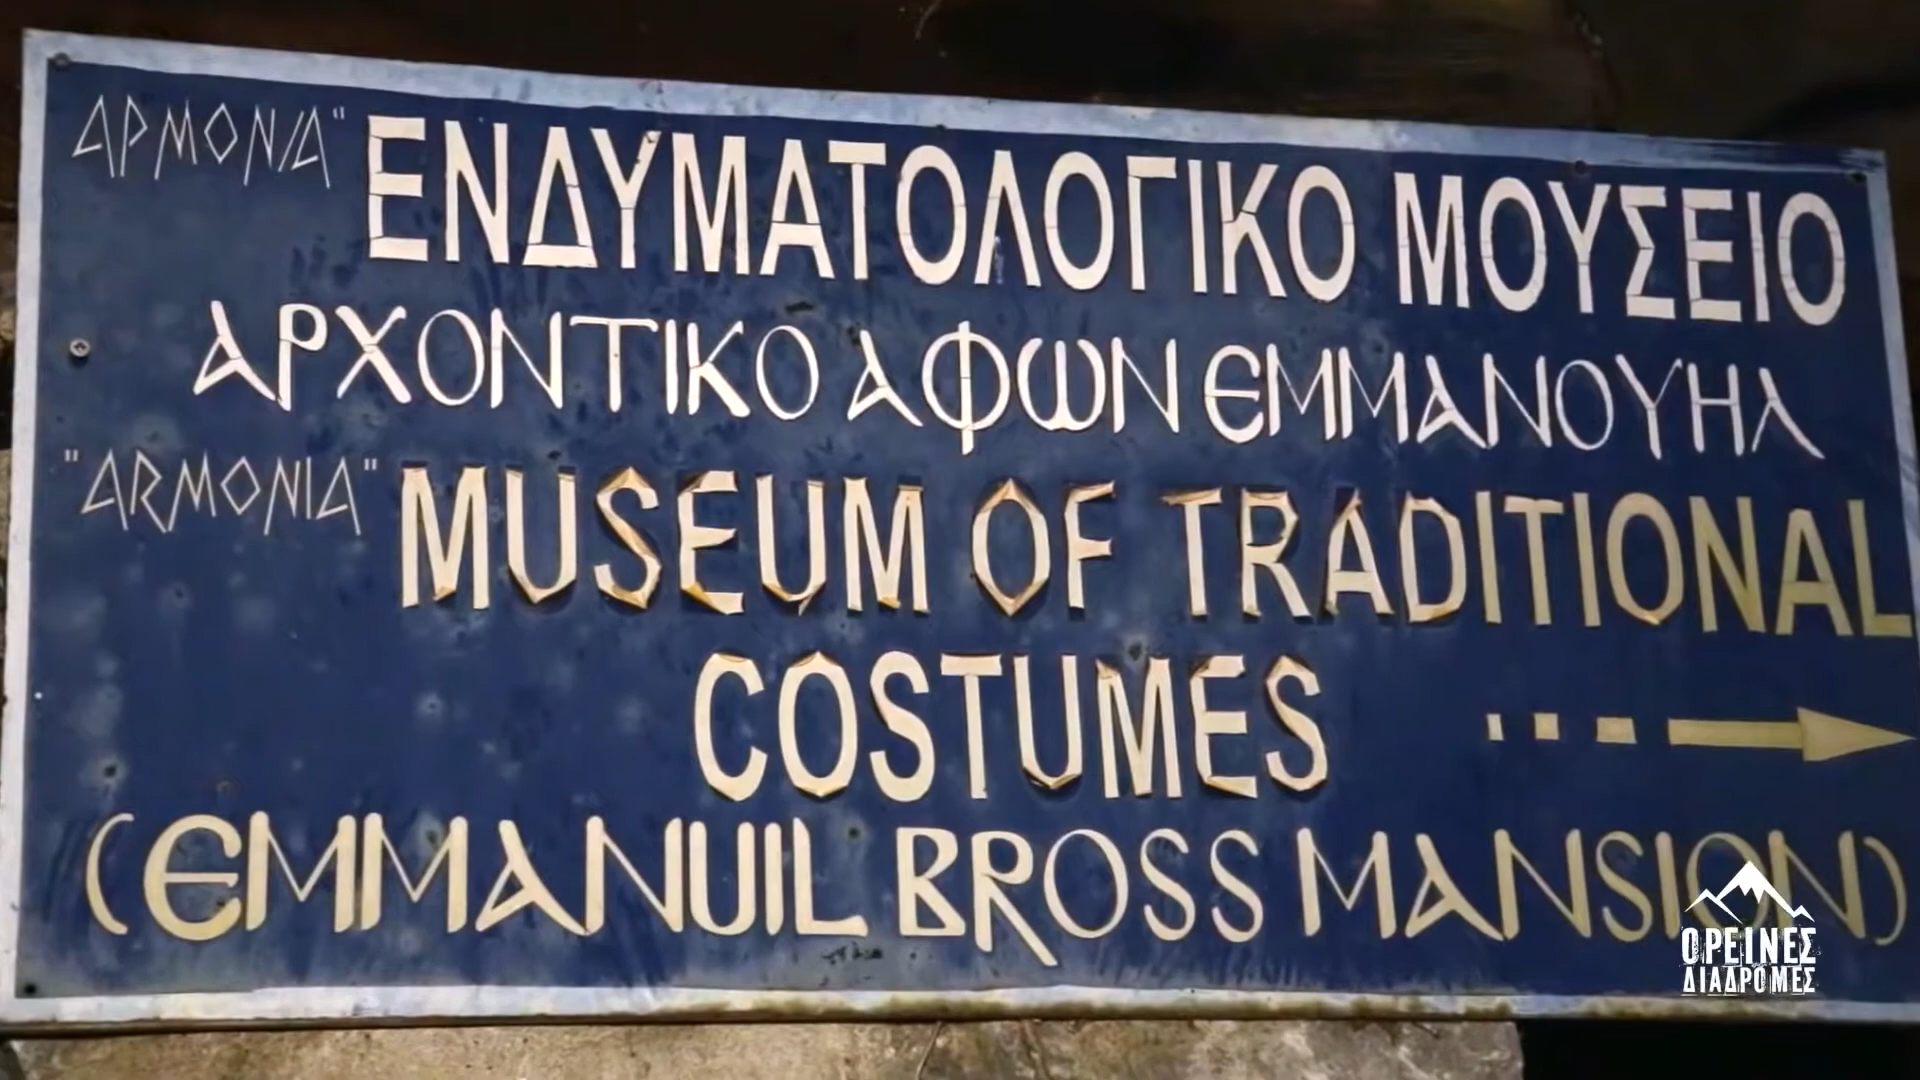 ΑΡΜΟΝΙΑ" ΕΝΔΥΜΑΤΟΛΟΓΙΚΟ ΜΟΥΣΕΙΟ
ΑΡΧΟΝΤΙΚΟ ΑΦΩΝ ΕΜΜΑΝΟΥΗΛ
"ARMONIA" MUSEUM OF TRADITIONAL
COSTUMES
(EMMANUIL BROSS MANSION)
ΟΡΕΙΝΕΣ
ΔΙΑΔΡΟΜΕΣ